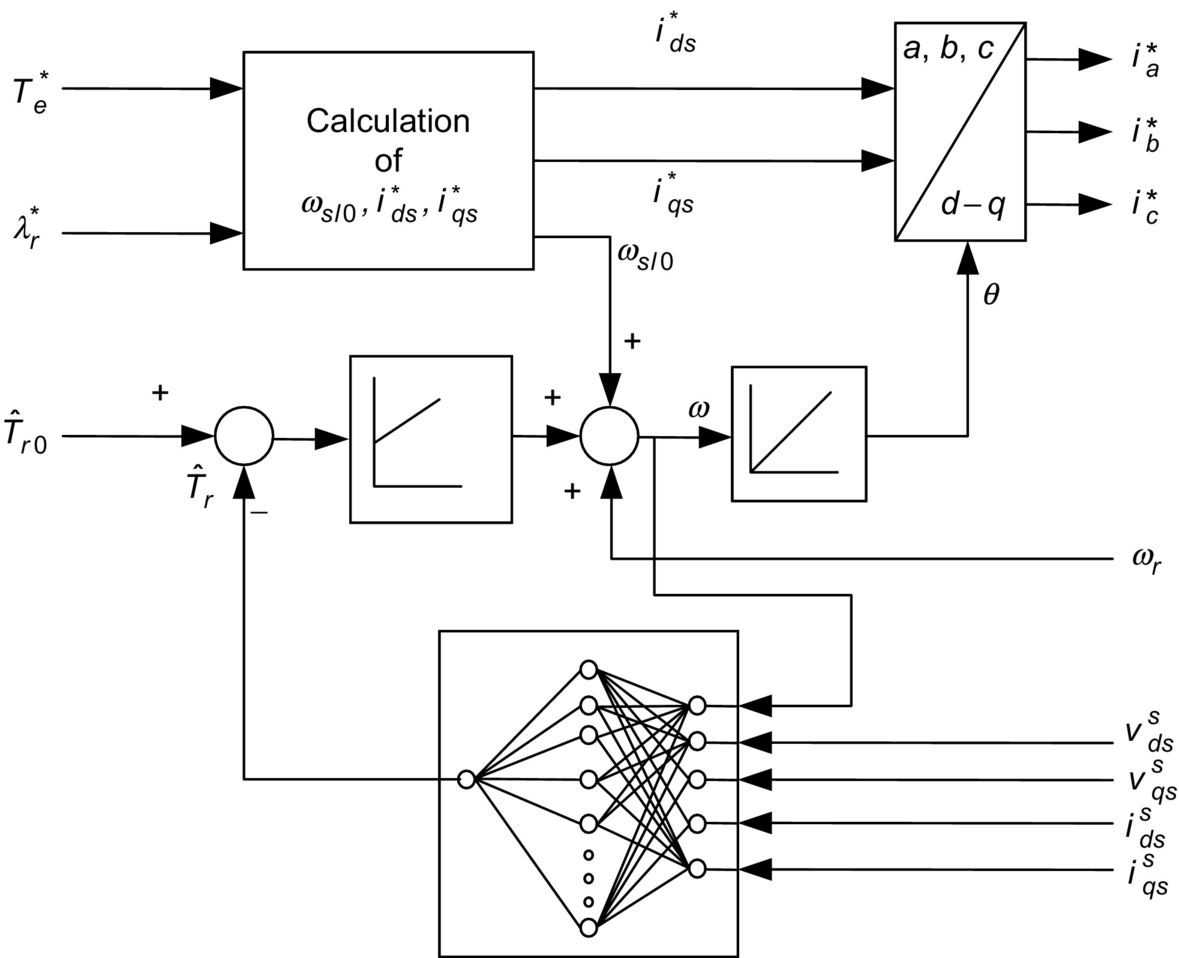 i*ds
a, b, c
i*a
T*e
Calculation
of
ωsl0, i*ds, i*qs
i*b
i*qs
d–q
i*c
λ*r
ωsl0
θ
+
+
+
ω
T̂r0
T̂r
–
+
ωr
vsds
vsqs
isds
isqs